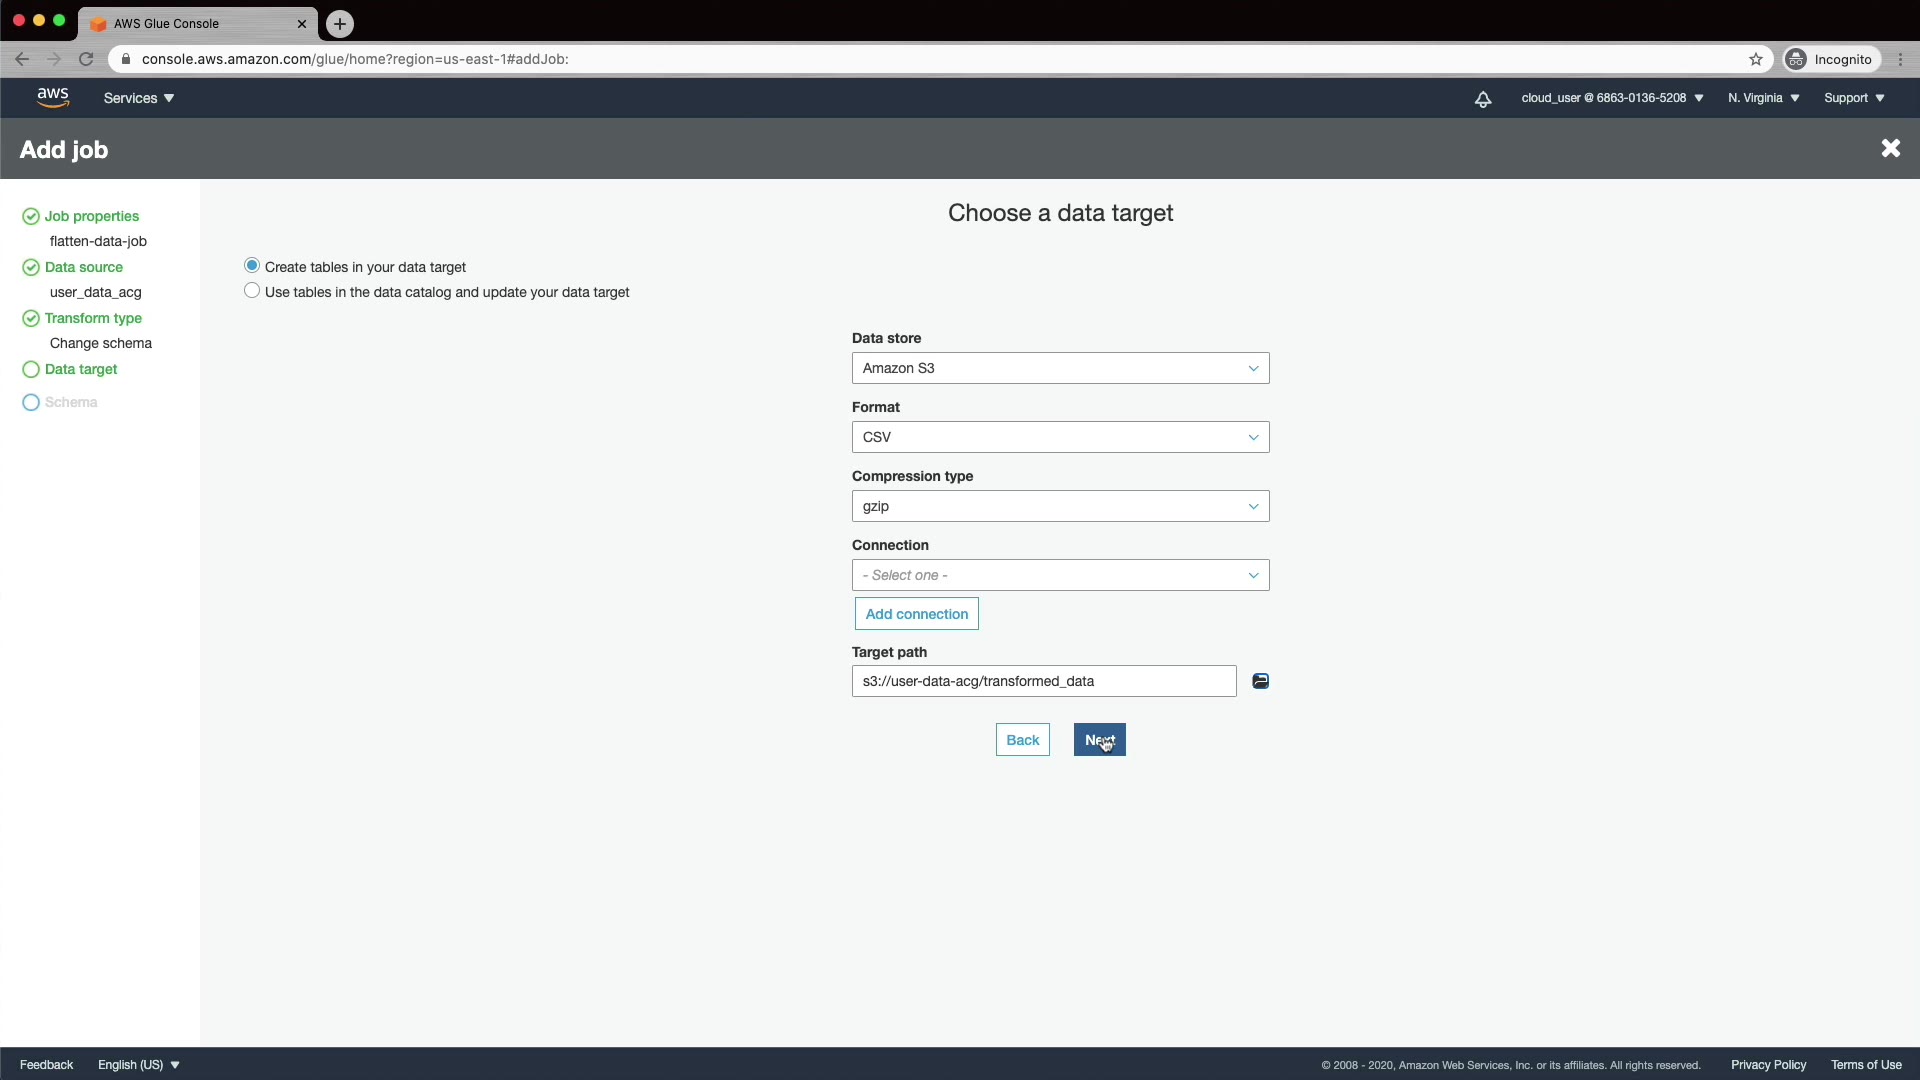 AWS Glue Console
console.aws.amazon.com/glue/home?region=us-east-1#addJob:
Incognito
aws
Services
cloud_user @ 6863-0136-5208
N. Virginia
Support
Add job
Job properties
flatten-data-job
Data source
user_data_acg
Transform type
Change schema
Data target
Schema
Choose a data target
Create tables in your data target
Use tables in the data catalog and update your data target
Data store
Amazon S3
Format
CSV
Compression type
gzip
Connection
- Select one -
Add connection
Target path
s3://user-data-acg/transformed_data
Back
Next
Feedback
English (US)
© 2008 - 2020, Amazon Web Services, Inc. or its affiliates. All rights reserved.
Privacy Policy
Terms of Use